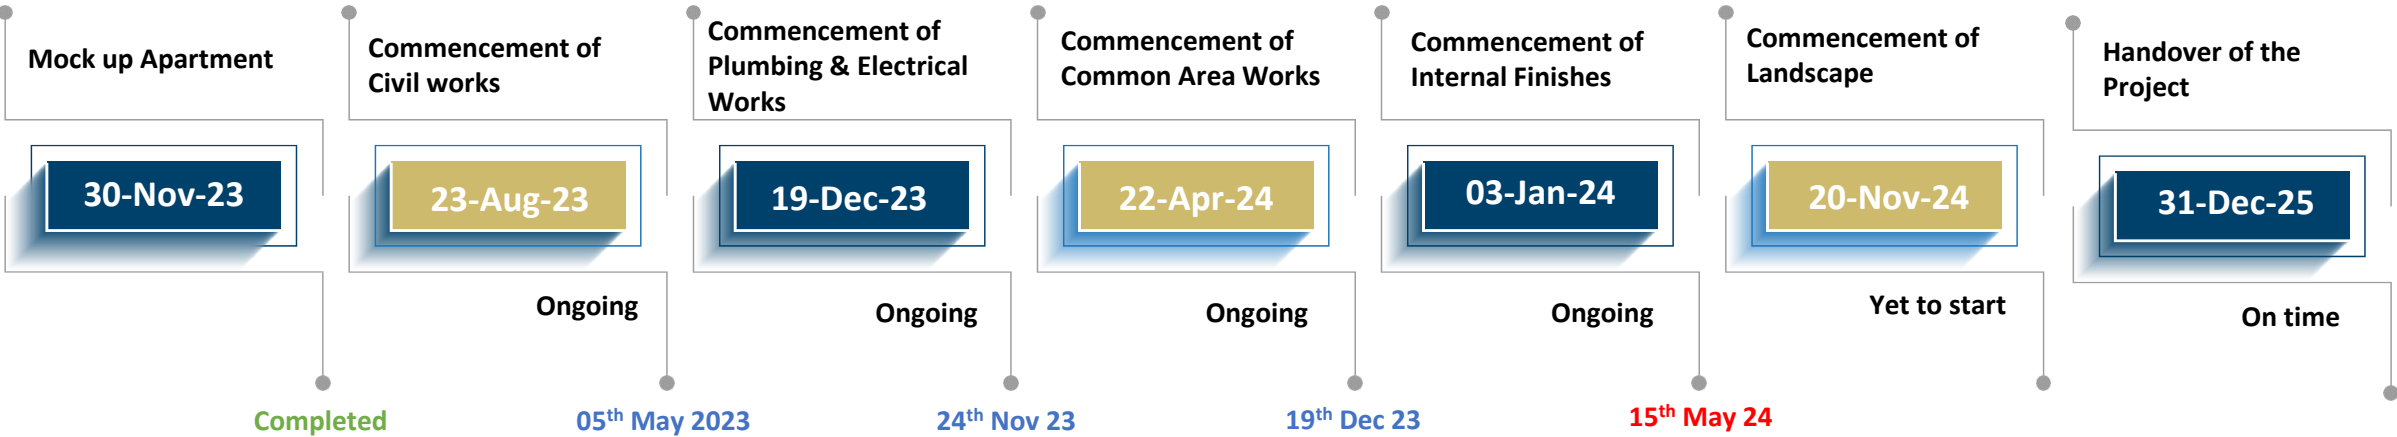 Mock up Apartment
30-Nov-23
Completed
Commencement of
Civil works
23-Aug-23
Ongoing
05th May 2023
Commencement of
Plumbing & Electrical
Works
19-Dec-23
Ongoing
24th Nov 23
Commencement of
Common Area Works
22-Apr-24
Ongoing
19th Dec 23
Commencement of
Internal Finishes
03-Jan-24
Ongoing
15th May 24
Commencement of
Landscape
20-Nov-24
Yet to start
Handover of the
Project
31-Dec-25
On time